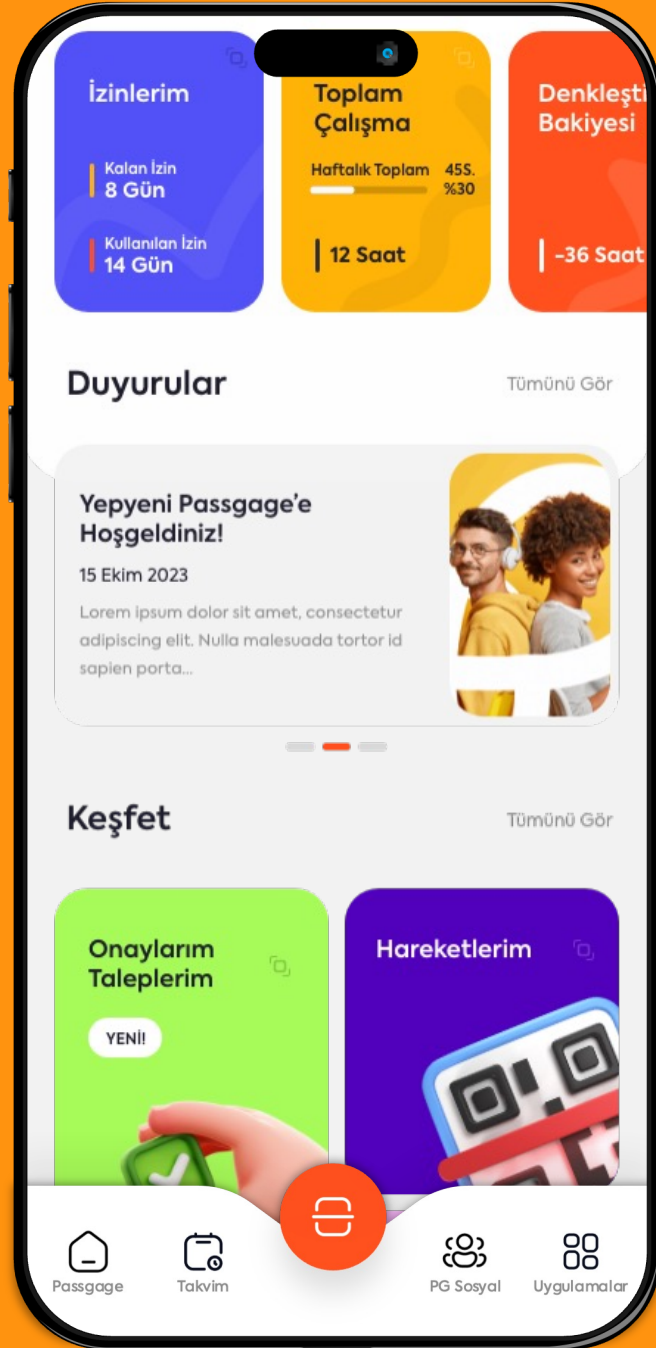 İzinlerim
Kalan İzin
8 Gün
Kullanılan İzin
14 Gün
Toplam
Çalışma
Haftalık Toplam 45S.
%30
12 Saat
Denkleşti
Bakiyesi
-36 Saat
Duyurular
Tümünü Gör
Yepyeni Passgage'e
Hoşgeldiniz!
15 Ekim 2023
Lorem ipsum dolor sit amet, consectetur
adipiscing elit. Nulla malesuada tortor id
sapien porta...
Keşfet
Tümünü Gör
Onaylarım
Taleplerim
YENİ!
Hareketlerim
Passgage
Takvim
PG Sosyal
Uygulamalar